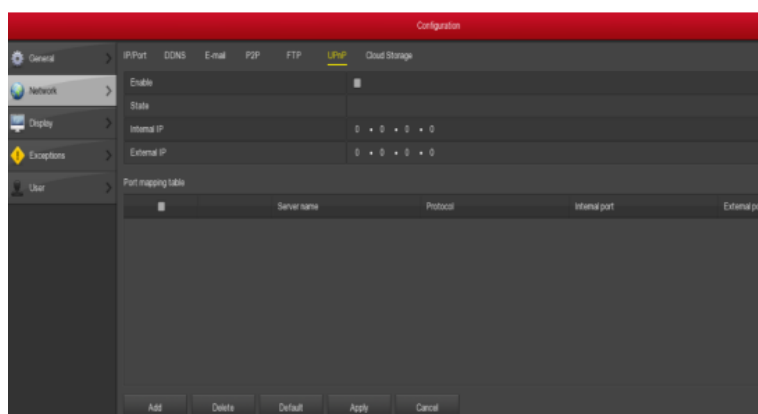 Configuration
General
Network
Display
Exceptions
User
IP/Port DDNS E-mail P2P FTP UPnP Cloud Storage
Enable
State
Internal IP 0 . 0 . 0 . 0
External IP 0 . 0 . 0 . 0
Port mapping table
Server name Protocol Internal port External
Add Delete Default Apply Cancel